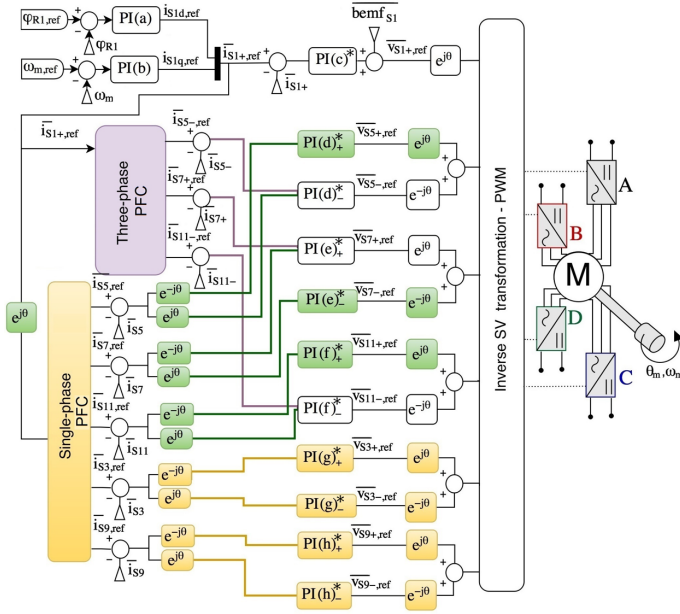 φR1,ref
+
−
PI(a)
iS1d,ref
φR1
bemfS1
ωm,ref
+
−
PI(b)
iS1q,ref
ωm
iS1+,ref
+
−
iS1+
PI(c)*
+
+
vS1+,ref
ejθ
iS1+,ref
Three-phase PFC
iS5-,ref
+
−
iS5-
iS7+,ref
+
−
iS7+
iS11-,ref
+
−
iS11-
PI(d)*+
vS5+,ref
ejθ
+
+
PI(d)*−
vS5-,ref
e-jθ
PI(e)*+
vS7+,ref
ejθ
+
+
PI(e)*−
vS7-,ref
e-jθ
PI(f)*+
vS11+,ref
ejθ
+
+
PI(f)*−
vS11-,ref
e-jθ
ejθ
Single-phase PFC
iS5,ref
+
−
iS5
e-jθ
ejθ
iS7,ref
+
−
iS7
e-jθ
ejθ
iS11,ref
+
−
iS11
e-jθ
ejθ
iS3,ref
+
−
iS3
e-jθ
ejθ
PI(g)*+
vS3+,ref
ejθ
+
+
PI(g)*−
vS3-,ref
e-jθ
iS9,ref
+
−
iS9
e-jθ
ejθ
PI(h)*+
vS9+,ref
ejθ
+
+
PI(h)*−
vS9-,ref
e-jθ
Inverse SV transformation - PWM
A
B
M
D
C
θm,ωm